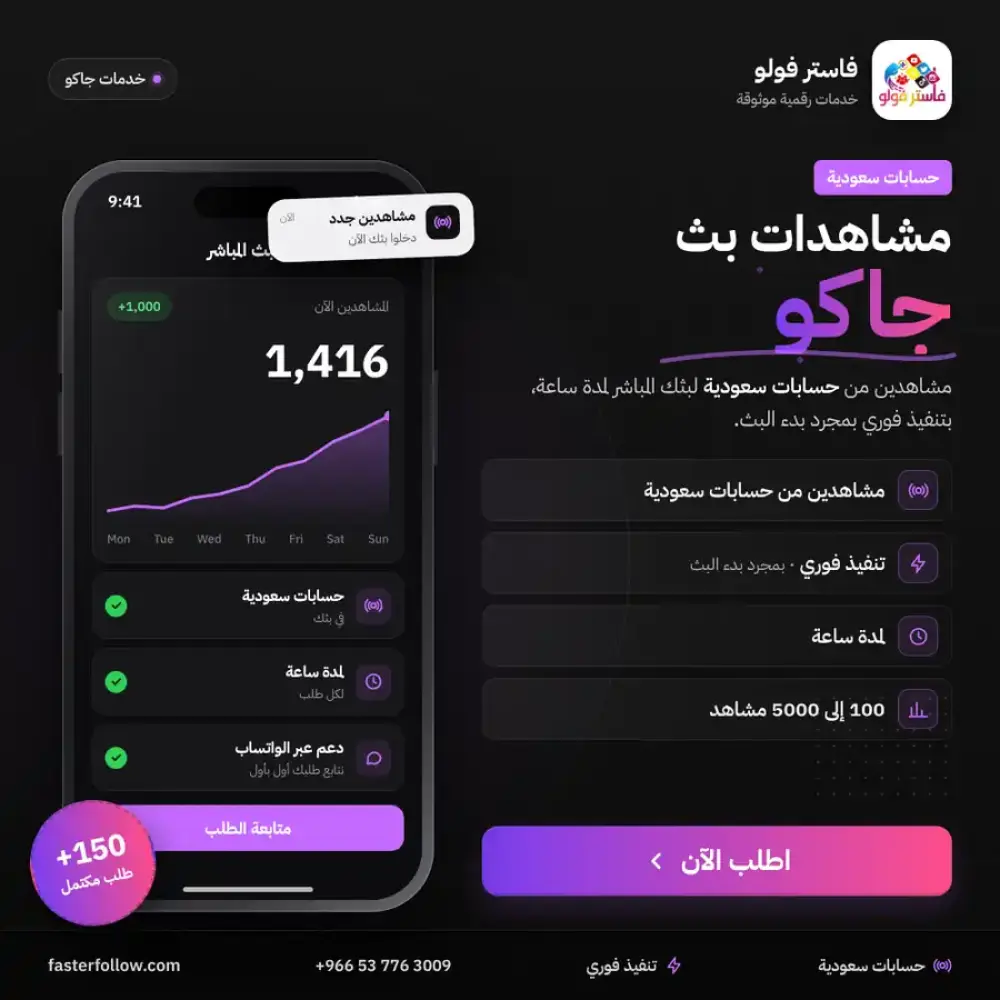 فاستر فولو
فاستر فولو
خدمات رقمية موثوقة
خدمات جاكو
حسابات سعودية
مشاهدات بث
جاكو
مشاهدين من حسابات سعودية لبثك المباشر لمدة ساعة،
بتنفيذ فوري بمجرد بدء البث.
مشاهدين من حسابات سعودية
تنفيذ فوري · بمجرد بدء البث
لمدة ساعة
100 إلى 5000 مشاهد
اطلب الآن
9:41
مشاهدين جدد
الآن
دخلوا بثك الآن
بث المباشر
المشاهدين الآن
+1,000
1,416
Mon Tue Wed Thu Fri Sat Sun
حسابات سعودية
في بثك
لمدة ساعة
لكل طلب
دعم عبر الواتساب
نتابع طلبك أول بأول
متابعة الطلب
+150
طلب مكتمل
حسابات سعودية
تنفيذ فوري
+966 53 776 3009
fasterfollow.com